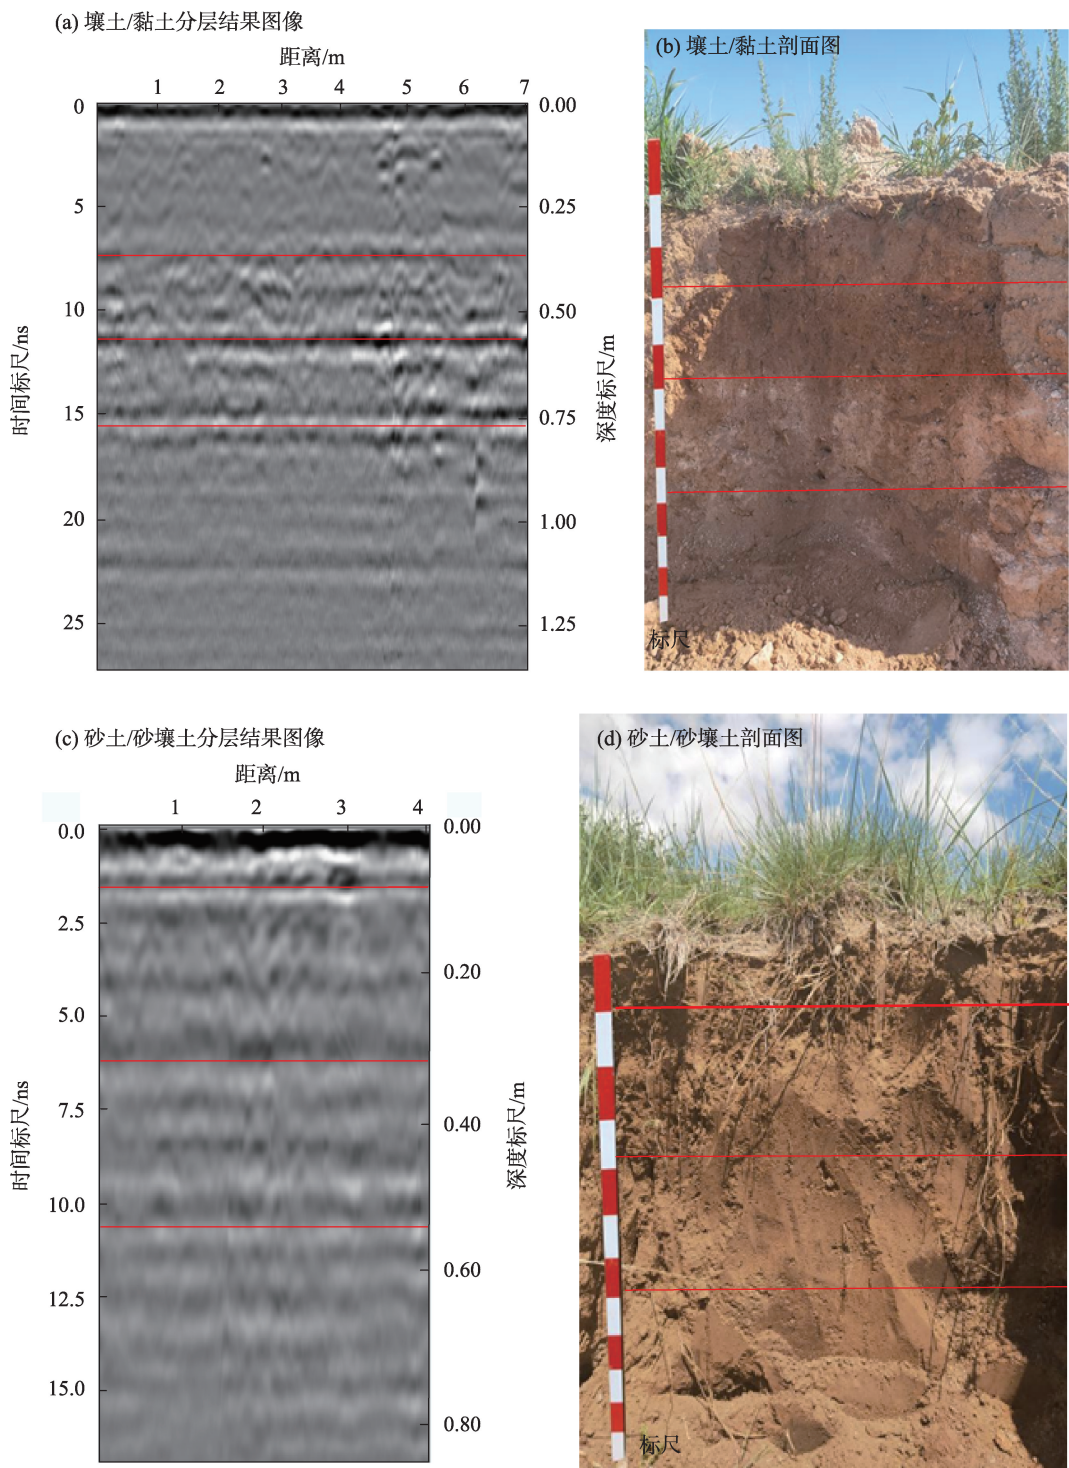 (a) 壤土/黏土分层结果图像
距离/m
1 2 3 4 5 6 7
0 0.00
5 0.25
10 0.50
15 0.75
20 1.00
25 1.25
时间标尺/ns
深度标尺/m
(b) 壤土/黏土剖面图
标尺
(c) 砂土/砂壤土分层结果图像
距离/m
1 2 3 4
0.0 0.00
2.5
0.20
5.0
7.5
0.40
10.0
0.60
12.5
15.0
0.80
时间标尺/ns
深度标尺/m
(d) 砂土/砂壤土剖面图
标尺